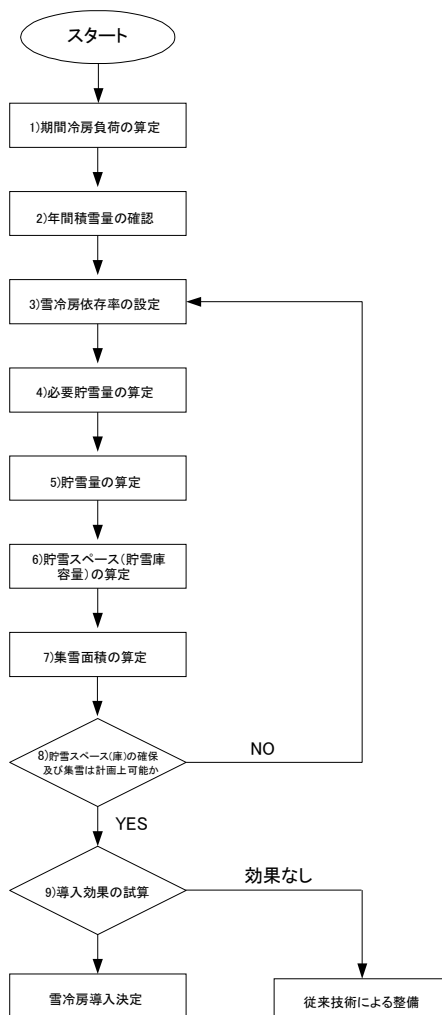 スタート
1)期間冷房負荷の算定
2)年間積雪量の確認
3)雪冷房依存率の設定
4)必要貯雪量の算定
5)貯雪量の算定
6)貯雪スペース(貯雪庫
容量)の算定
7)集雪面積の算定
8)貯雪スペース(庫)の確保
及び集雪は計画上可能か
NO
YES
9)導入効果の試算
効果なし
雪冷房導入決定
従来技術による整備